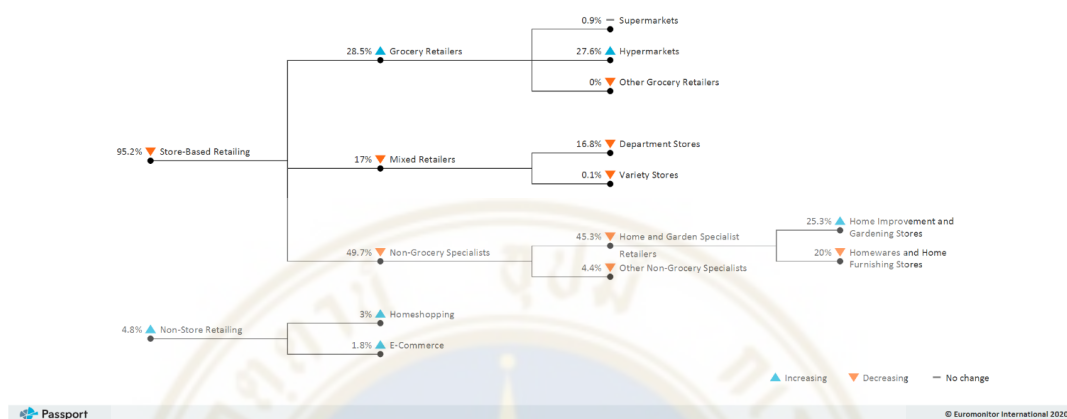 0.9% Supermarkets
28.5% Grocery Retailers
27.6% Hypermarkets
0% Other Grocery Retailers
95.2% Store-Based Retailing
17% Mixed Retailers
16.8% Department Stores
0.1% Variety Stores
49.7% Non-Grocery Specialists
45.3% Home and Garden Specialist
Retailers
4.4% Other Non-Grocery Specialists
25.3% Home Improvement and
Gardening Stores
20% Homewares and Home
Furnishing Stores
4.8% Non-Store Retailing
3% Homeshopping
1.8% E-Commerce
Increasing Decreasing No change
Passport
© Euromonitor International 2020